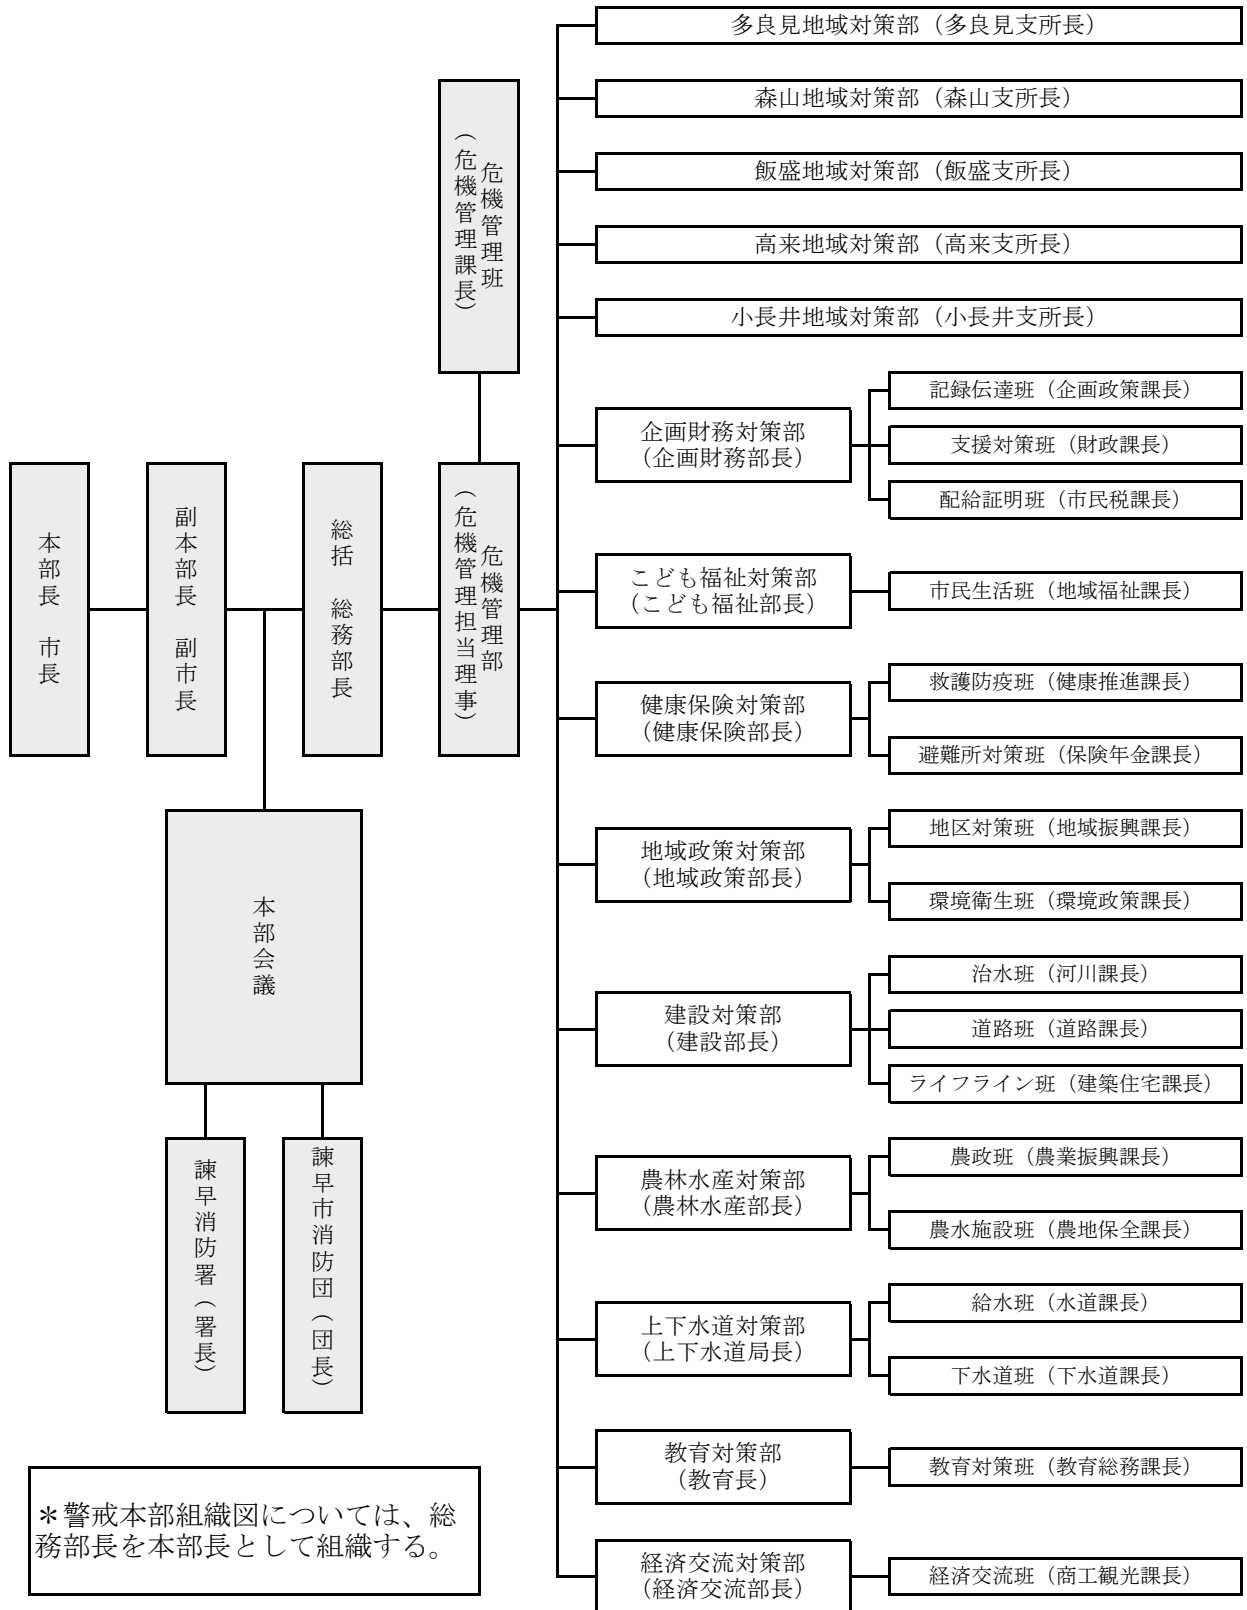 本部長　市長
副本部長　副市長
総括　総務部長
危機管理部
（危機管理担当理事）
危機管理班
（危機管理課長）
本部会議
諫早消防署（署長）
諫早市消防団（団長）
多良見地域対策部（多良見支所長）
森山地域対策部（森山支所長）
飯盛地域対策部（飯盛支所長）
高来地域対策部（高来支所長）
小長井地域対策部（小長井支所長）
企画財務対策部
（企画財務部長）
記録伝達班（企画政策課長）
支援対策班（財政課長）
配給証明班（市民税課長）
こども福祉対策部
（こども福祉部長）
市民生活班（地域福祉課長）
健康保険対策部
（健康保険部長）
救護防疫班（健康推進課長）
避難所対策班（保険年金課長）
地域政策対策部
（地域政策部長）
地区対策班（地域振興課長）
環境衛生班（環境政策課長）
建設対策部
（建設部長）
治水班（河川課長）
道路班（道路課長）
ライフライン班（建築住宅課長）
農林水産対策部
（農林水産部長）
農政班（農業振興課長）
農水施設班（農地保全課長）
上下水道対策部
（上下水道局長）
給水班（水道課長）
下水道班（下水道課長）
教育対策部
（教育長）
教育対策班（教育総務課長）
経済交流対策部
（経済交流部長）
経済交流班（商工観光課長）
＊警戒本部組織図については、総
務部長を本部長として組織する。